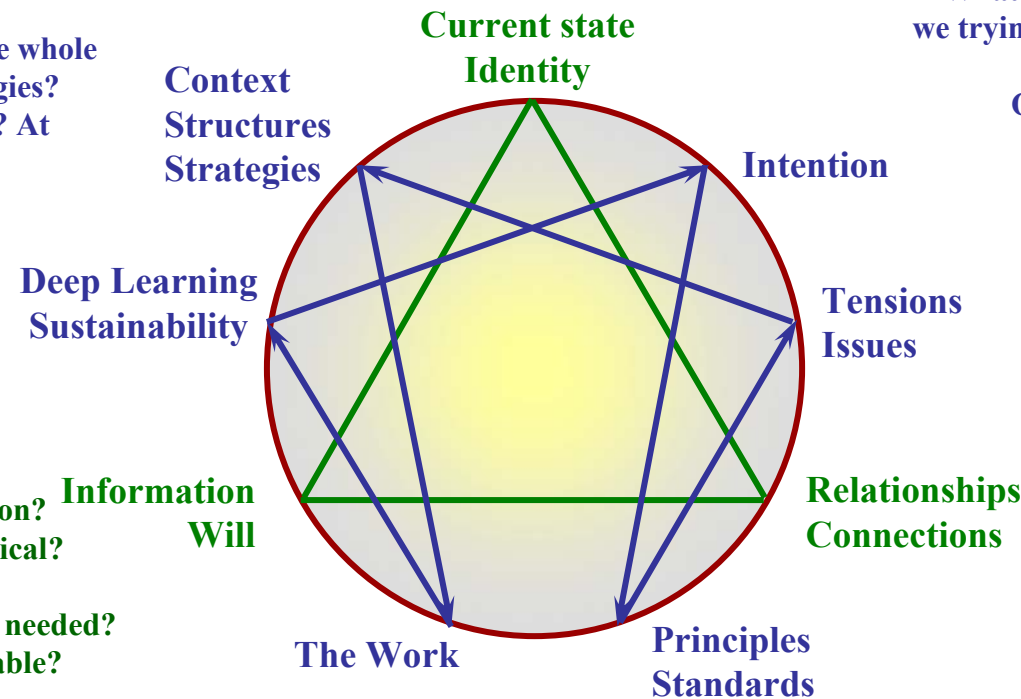 Current state
Identity
we tryin
e whole
gies?
? At
Context
Structures
Strategies
Intention
Deep Learning
Sustainability
Tensions
Issues
Information
Will
on?
ical?
needed?
able?
Relationships
Connections
The Work
Principles
Standards